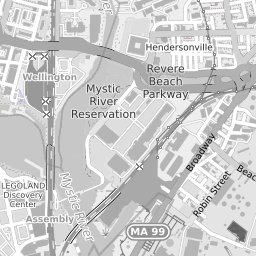 Hendersonville
Wellington
Revere
Beach
Parkway
Mystic
River
Reservation
Broadway
Beac
LEGOLAND
Discovery
Center
Mystic River
Robin Street
Assembly
MA 99